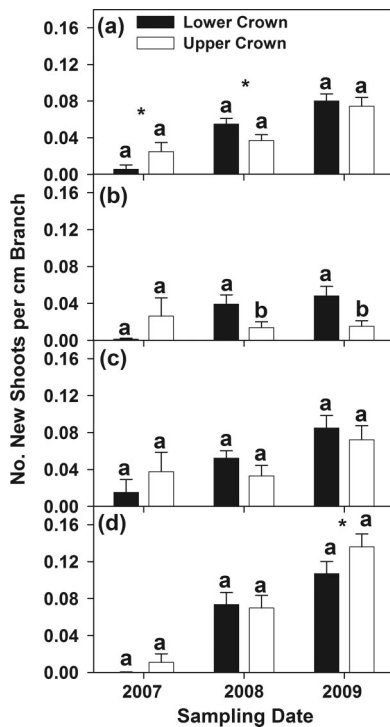 (a)
Lower Crown
Upper Crown
0.16
0.12
0.08
0.04
0.00
*
*
a
a
a
a
a
a
(b)
0.16
0.12
0.08
0.04
0.00
a
a
a
b
a
b
(c)
0.16
0.12
0.08
0.04
0.00
a
a
a
a
a
a
(d)
0.16
0.12
0.08
0.04
0.00
a
a
a
a
a
*
a
No. New Shoots per cm Branch
2007
2008
2009
Sampling Date